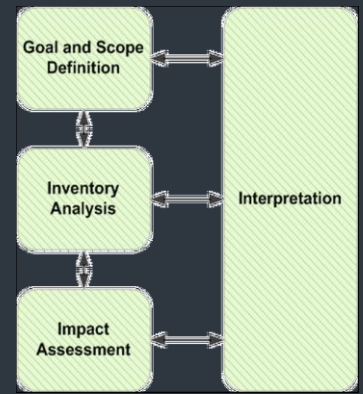 Goal and Scope
Definition
Inventory
Analysis
Interpretation
Impact
Assessment